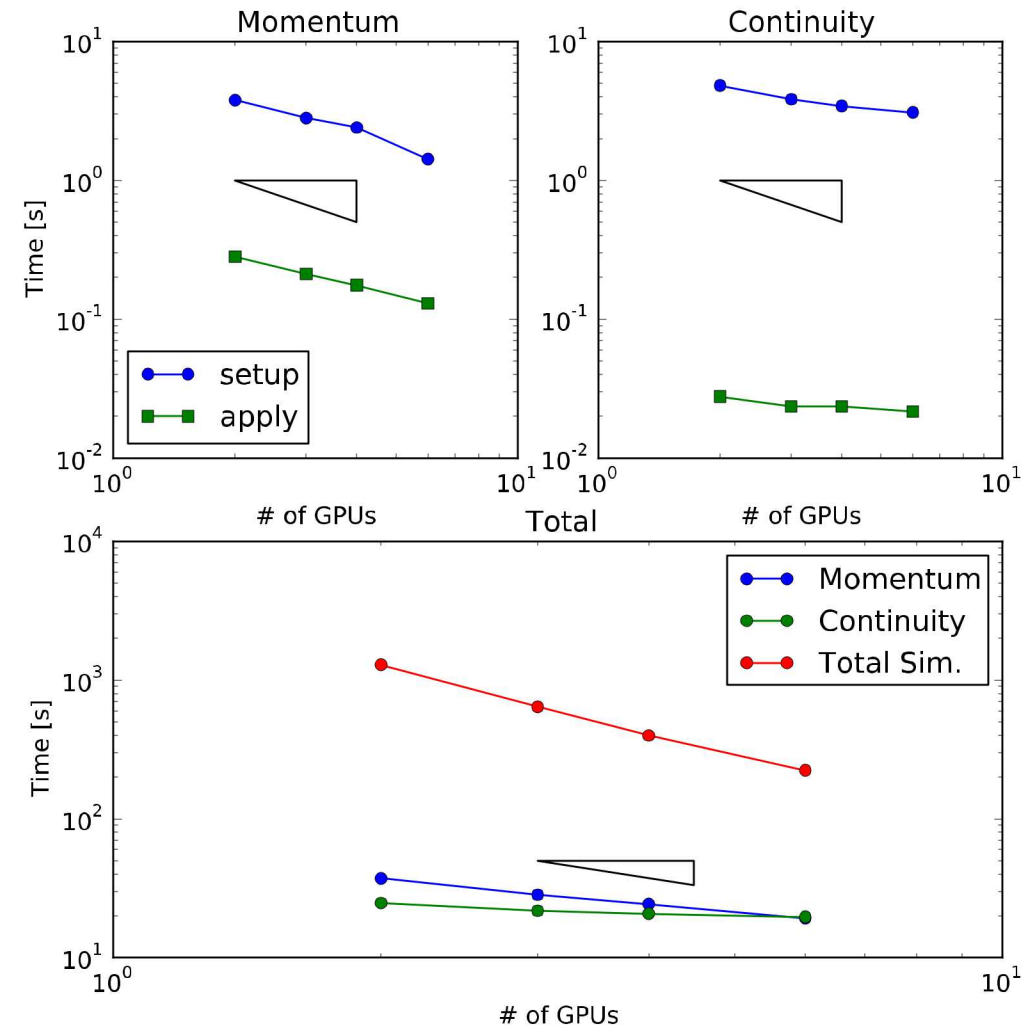 Momentum
Continuity
10^1
10^0
10^-1
10^-2
Time [s]
setup
apply
10^0
10^1
# of GPUs
10^1
10^0
10^-1
10^-2
10^0
10^1
# of GPUs
Total
10^4
10^3
10^2
10^1
Time [s]
Momentum
Continuity
Total Sim.
10^0
10^1
# of GPUs